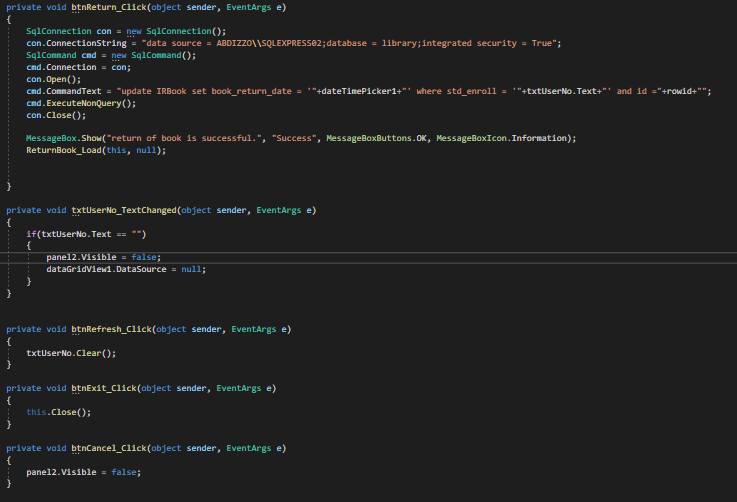 private void btnReturn_Click(object sender, EventArgs e)
{
SqlConnection con = new SqlConnection();
con.ConnectionString = "data source = ABDIZZO\\SQLEXPRESS02;database = library;integrated security = True";
SqlCommand cmd = new SqlCommand();
cmd.Connection = con;
con.Open();
cmd.CommandText = "update IRBook set book_return_date = '"+dateTimePicker1+"' where std_enroll = '"+txtUserNo.Text+"' and id ="+rowid+"";
cmd.ExecuteNonQuery();
con.Close();
MessageBox.Show("return of book is successful.", "Success", MessageBoxButtons.OK, MessageBoxIcon.Information);
ReturnBook_Load(this, null);
}
private void txtUserNo_TextChanged(object sender, EventArgs e)
{
if(txtUserNo.Text == "")
{
panel2.Visible = false;
dataGridView1.DataSource = null;
}
}
private void btnRefresh_Click(object sender, EventArgs e)
{
txtUserNo.Clear();
}
private void btnExit_Click(object sender, EventArgs e)
{
this.Close();
}
private void btnCancel_Click(object sender, EventArgs e)
{
panel2.Visible = false;
}